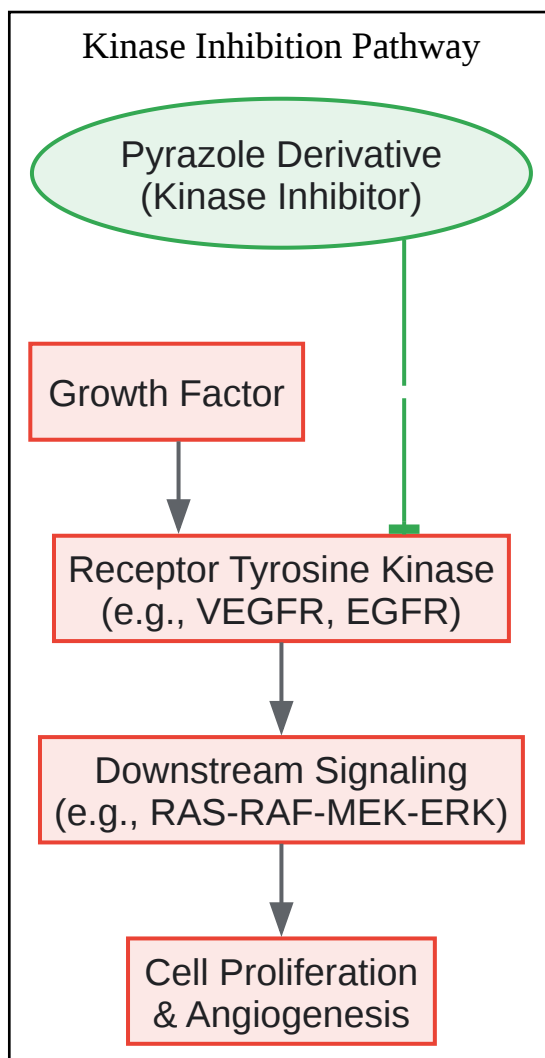 Kinase Inhibition Pathway
Pyrazole Derivative
(Kinase Inhibitor)
Growth Factor
Receptor Tyrosine Kinase
(e.g., VEGFR, EGFR)
Downstream Signaling
(e.g., RAS-RAF-MEK-ERK)
Cell Proliferation
& Angiogenesis